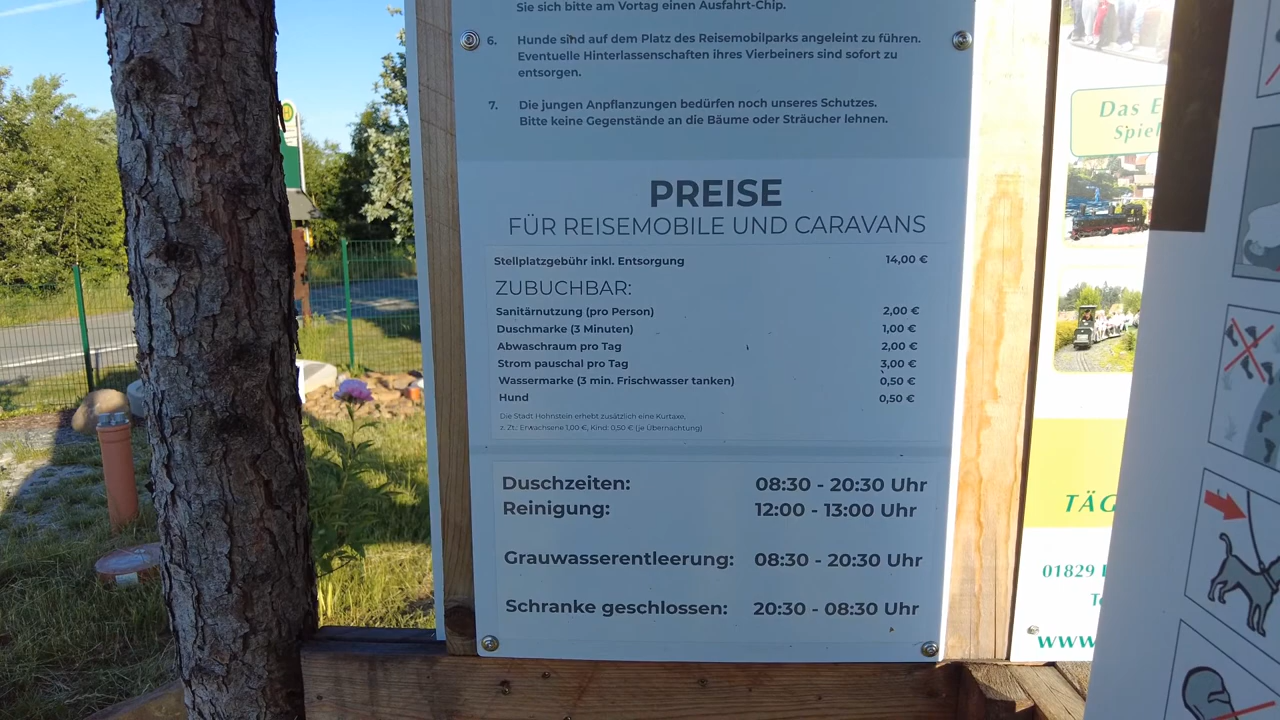 Sie sich bitte am Vortag einen Ausfahrt-Chip.
6. Hunde sind auf dem Platz des Reisemobilparks angeleint zu führen.
Eventuelle Hinterlassenschaften ihres Vierbeiners sind sofort zu
entsorgen.
7. Die jungen Anpflanzungen bedürfen noch unseres Schutzes.
Bitte keine Gegenstände an die Bäume oder Sträucher lehnen.
PREISE
FÜR REISEMOBILE UND CARAVANS
Stellplatzgebühr inkl. Entsorgung 14,00 €
ZUBUCHBAR:
Sanitärnutzung (pro Person) 2,00 €
Duschmarke (3 Minuten) 1,00 €
Abwaschraum pro Tag 2,00 €
Strom pauschal pro Tag 3,00 €
Wassermarke (3 min. Frischwasser tanken) 0,50 €
Hund 0,50 €
Die Stadt Hohnstein erhebt zusätzlich eine Kurtaxe,
z. Zt.: Erwachsene 1,00 €, Kind: 0,50 € (je Übernachtung)
Duschzeiten: 08:30 - 20:30 Uhr
Reinigung: 12:00 - 13:00 Uhr
Grauwasserentleerung: 08:30 - 20:30 Uhr
Schranke geschlossen: 20:30 - 08:30 Uhr
Das
Spiel
TÄG
01829
www